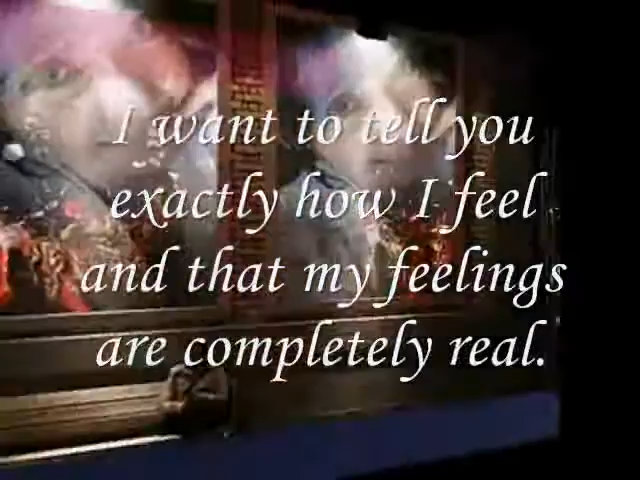 I want to tell you
exactly how I feel
and that my feelings
are completely real.